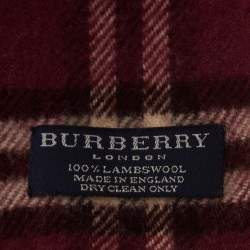 BURBERRY
LONDON
100% LAMBSWOOL
MADE IN ENGLAND
DRY CLEAN ONLY